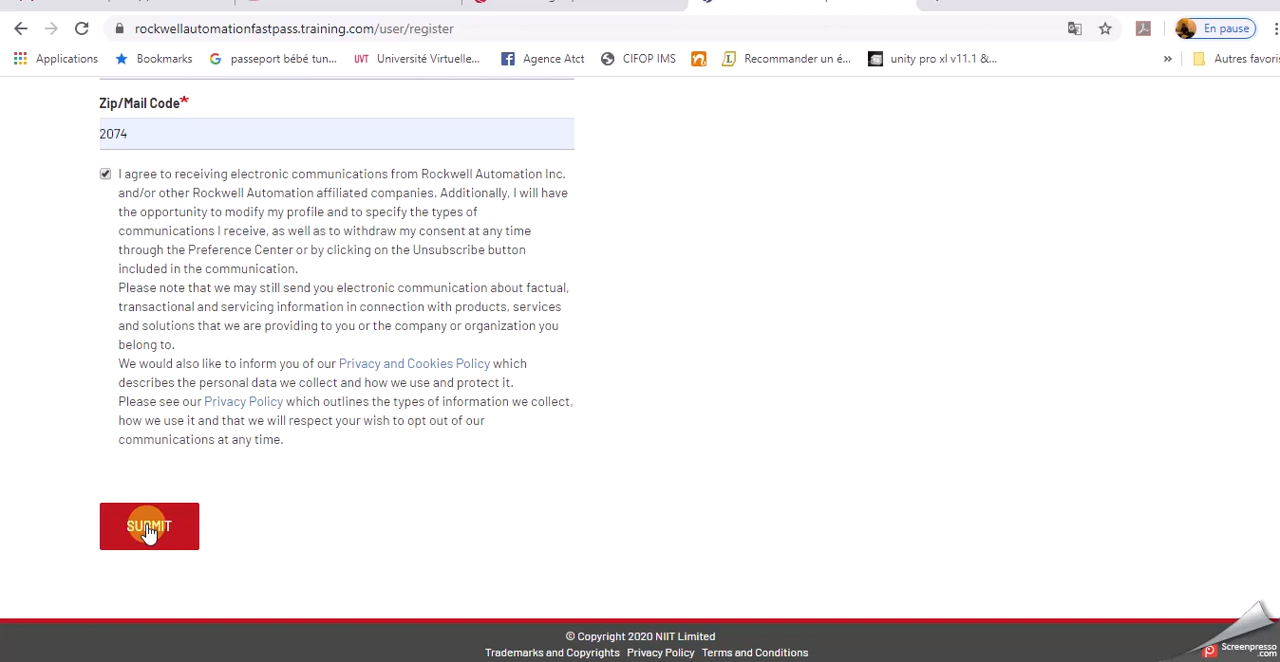 rockwellautomationfastpass.training.com/user/register
En pause
Applications
Bookmarks
passeport bébé tun...
UVT Université Virtuelle...
Agence Atct
CIFOP IMS
Recommander un é...
unity pro xl v11.1 &...
»
Autres favoris
Zip/Mail Code*
2074
I agree to receiving electronic communications from Rockwell Automation Inc.
and/or other Rockwell Automation affiliated companies. Additionally, I will have
the opportunity to modify my profile and to specify the types of
communications I receive, as well as to withdraw my consent at any time
through the Preference Center or by clicking on the Unsubscribe button
included in the communication.
Please note that we may still send you electronic communication about factual,
transactional and servicing information in connection with products, services
and solutions that we are providing to you or the company or organization you
belong to.
We would also like to inform you of our Privacy and Cookies Policy which
describes the personal data we collect and how we use and protect it.
Please see our Privacy Policy which outlines the types of information we collect,
how we use it and that we will respect your wish to opt out of our
communications at any time.
SUBMIT
© Copyright 2020 NIIT Limited
Trademarks and Copyrights Privacy Policy Terms and Conditions
Screenpresso
.com